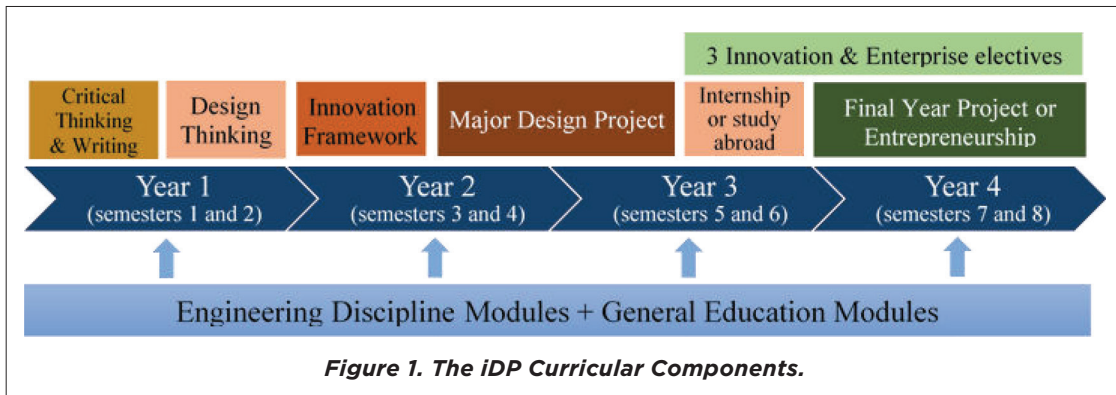 3 Innovation & Enterprise electives
Critical
Thinking
& Writing
Design
Thinking
Innovation
Framework
Major Design Project
Internship
or study
abroad
Final Year Project or
Entrepreneurship
Year 1
(semesters 1 and 2)
Year 2
(semesters 3 and 4)
Year 3
(semesters 5 and 6)
Year 4
(semesters 7 and 8)
Engineering Discipline Modules + General Education Modules
Figure 1. The iDP Curricular Components.